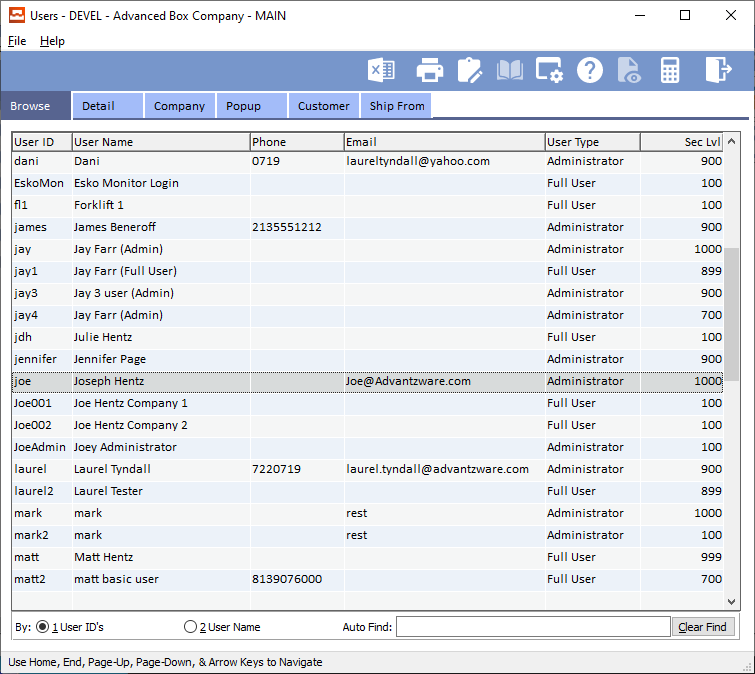 Users - DEVEL - Advanced Box Company - MAIN
File Help
Browse Detail Company Popup Customer Ship From
User ID User Name Phone Email User Type Sec Lvl
dani Dani 0719 laureltyndall@yahoo.com Administrator 900
EskoMon Esko Monitor Login Full User 100
fl1 Forklift 1 Full User 100
james James Beneroff 2135551212 Administrator 900
jay Jay Farr (Admin) Administrator 1000
jay1 Jay Farr (Full User) Full User 899
jay3 Jay 3 user (Admin) Administrator 900
jay4 Jay Farr (Admin) Administrator 700
jdh Julie Hentz Full User 100
jennifer Jennifer Page Administrator 900
joe Joseph Hentz Joe@Advantzware.com Administrator 1000
Joe001 Joe Hentz Company 1 Full User 100
Joe002 Joe Hentz Company 2 Full User 100
JoeAdmin Joey Administrator Administrator 100
laurel Laurel Tyndall 7220719 laurel.tyndall@advantzware.com Administrator 900
laurel2 Laurel Tester Full User 899
mark mark rest Administrator 1000
mark2 mark rest Administrator 100
matt Matt Hentz Full User 999
matt2 matt basic user 8139076000 Full User 700
By: 1 User ID's 2 User Name Auto Find: Clear Find
Use Home, End, Page-Up, Page-Down, & Arrow Keys to Navigate